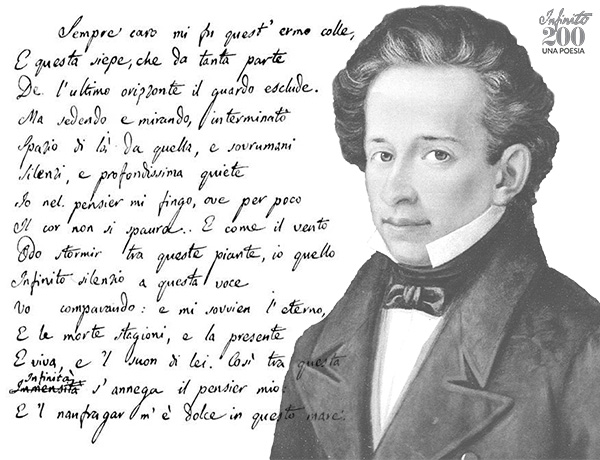 Infinito
200
UNA POESIA
Sempre caro mi fu quest' ermo colle,
E questa siepe, che da tanta parte
De l'ultimo orizzonte il guardo esclude.
Ma sedendo e mirando, interminato
Spazio di là da quella, e sovrumani
Silenzi, e profondissima quiete
Io nel pensier mi fingo, ove per poco
Il cor non si spaura.. E come il vento
Odo stormir tra queste piante, io quello
Infinito silenzio a questa voce
Vo comparando: e mi sovvien l'eterno,
E le morte stagioni, e la presente
E viva, e 'l suon di lei. Così tra questa
Infinità
Immensità s'annega il pensier mio:
E 'l naufragar m'è dolce in questo mare.